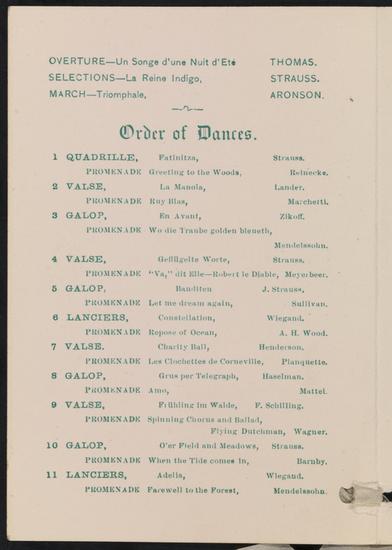 OVERTURE—Un Songe d'une Nuit d'Eté THOMAS.
SELECTIONS—La Reine Indigo, STRAUSS.
MARCH—Triomphale, ARONSON.
Order of Dances.
1 QUADRILLE, Fatinitza, Strauss.
PROMENADE Greeting to the Woods, Reinecke.
2 VALSE, La Manola, Lander.
PROMENADE Ruy Blas, Marchetti.
3 GALOP, En Avant, Zikoff.
PROMENADE Wo die Traube golden bleneth,
Mendelssohn.
4 VALSE, Geflügelte Worte, Strauss.
PROMENADE "Va," dit Elle—Robert le Diable, Meyerbeer.
5 GALOP, Banditen J. Strauss.
PROMENADE Let me dream again, Sullivan.
6 LANCIERS, Constellation, Wiegand.
PROMENADE Repose of Ocean, A. H. Wood.
7 VALSE. Charity Ball, Henderson.
PROMENADE Les Clochettes de Corneville, Planquette.
8 GALOP, Grus per Telegraph, Haselman.
PROMENADE Amo, Mattei.
9 VALSE, Frühling im Walde, F. Schilling.
PROMENADE Spinning Chorus and Ballad,
Flying Dutchman, Wagner.
10 GALOP, O'er Field and Meadows, Strauss.
PROMENADE When the Tide comes in, Barnby.
11 LANCIERS, Adelia, Wiegand.
PROMENADE Farewell to the Forest, Mendelssohn.